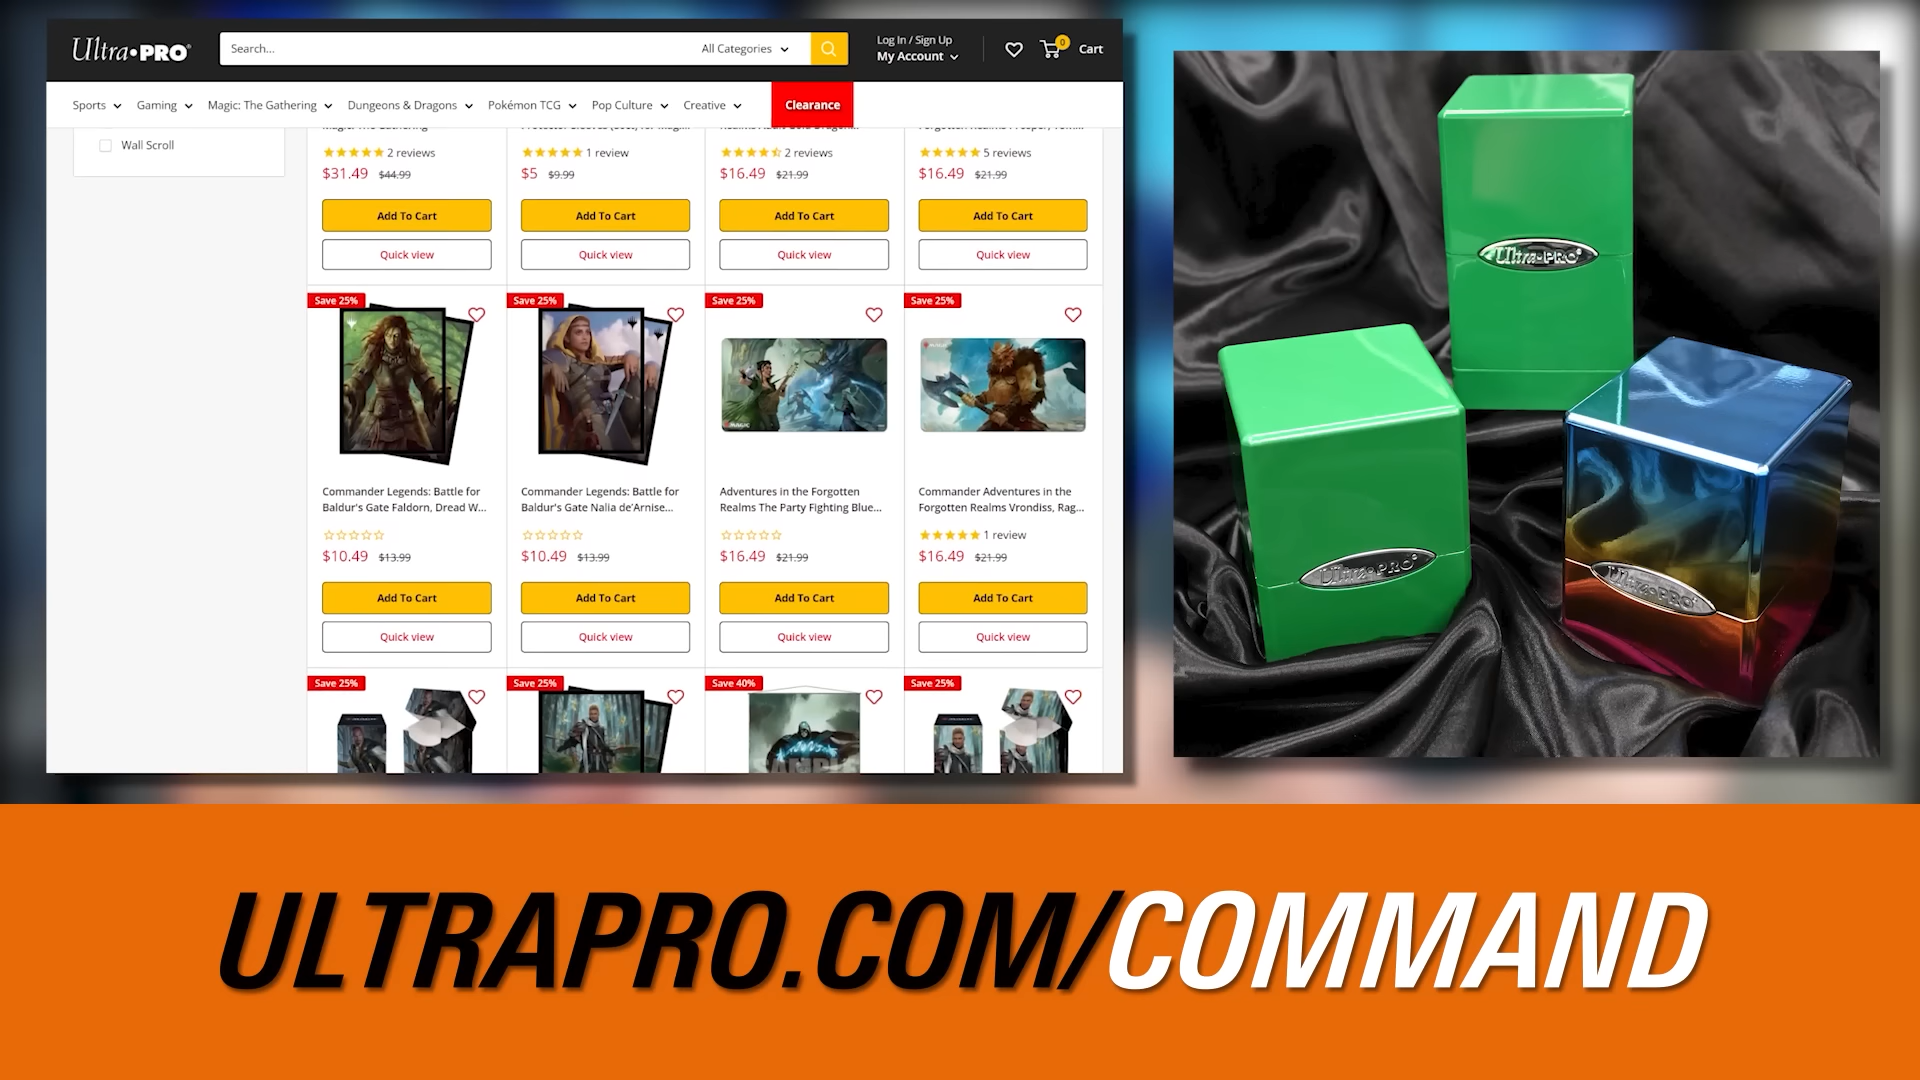 Ultra•PRO
Search...
All Categories
Log In / Sign Up
My Account
0
Cart
Sports
Gaming
Magic: The Gathering
Dungeons & Dragons
Pokémon TCG
Pop Culture
Creative
Clearance
Wall Scroll
2 reviews
1 review
2 reviews
5 reviews
$31.49 $44.99
$5 $9.99
$16.49 $21.99
$16.49 $21.99
Add To Cart
Add To Cart
Add To Cart
Add To Cart
Quick view
Quick view
Quick view
Quick view
Save 25%
Save 25%
Save 25%
Save 25%
Commander Legends: Battle for
Baldur's Gate Faldorn, Dread W...
Commander Legends: Battle for
Baldur's Gate Nalia de'Arnise...
Adventures in the Forgotten
Realms The Party Fighting Blue...
Commander Adventures in the
Forgotten Realms Vrondiss, Rag...
1 review
$10.49 $13.99
$10.49 $13.99
$16.49 $21.99
$16.49 $21.99
Add To Cart
Add To Cart
Add To Cart
Add To Cart
Quick view
Quick view
Quick view
Quick view
Save 25%
Save 25%
Save 40%
Save 25%
Ultra•PRO
Ultra•PRO
Ultra•PRO
ULTRAPRO.COM/COMMAND